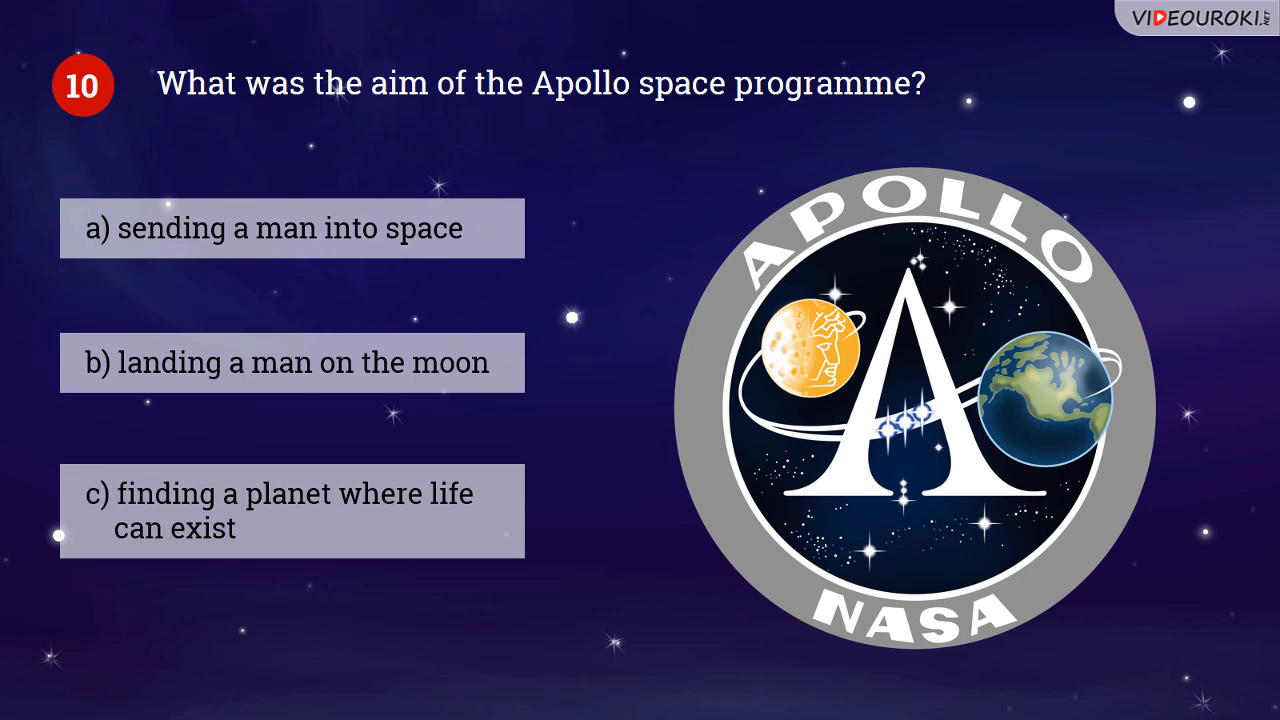 VIDEOUROKI.NET
10
What was the aim of the Apollo space programme?
a) sending a man into space
b) landing a man on the moon
c) finding a planet where life
can exist
APOLLO
A
NASA